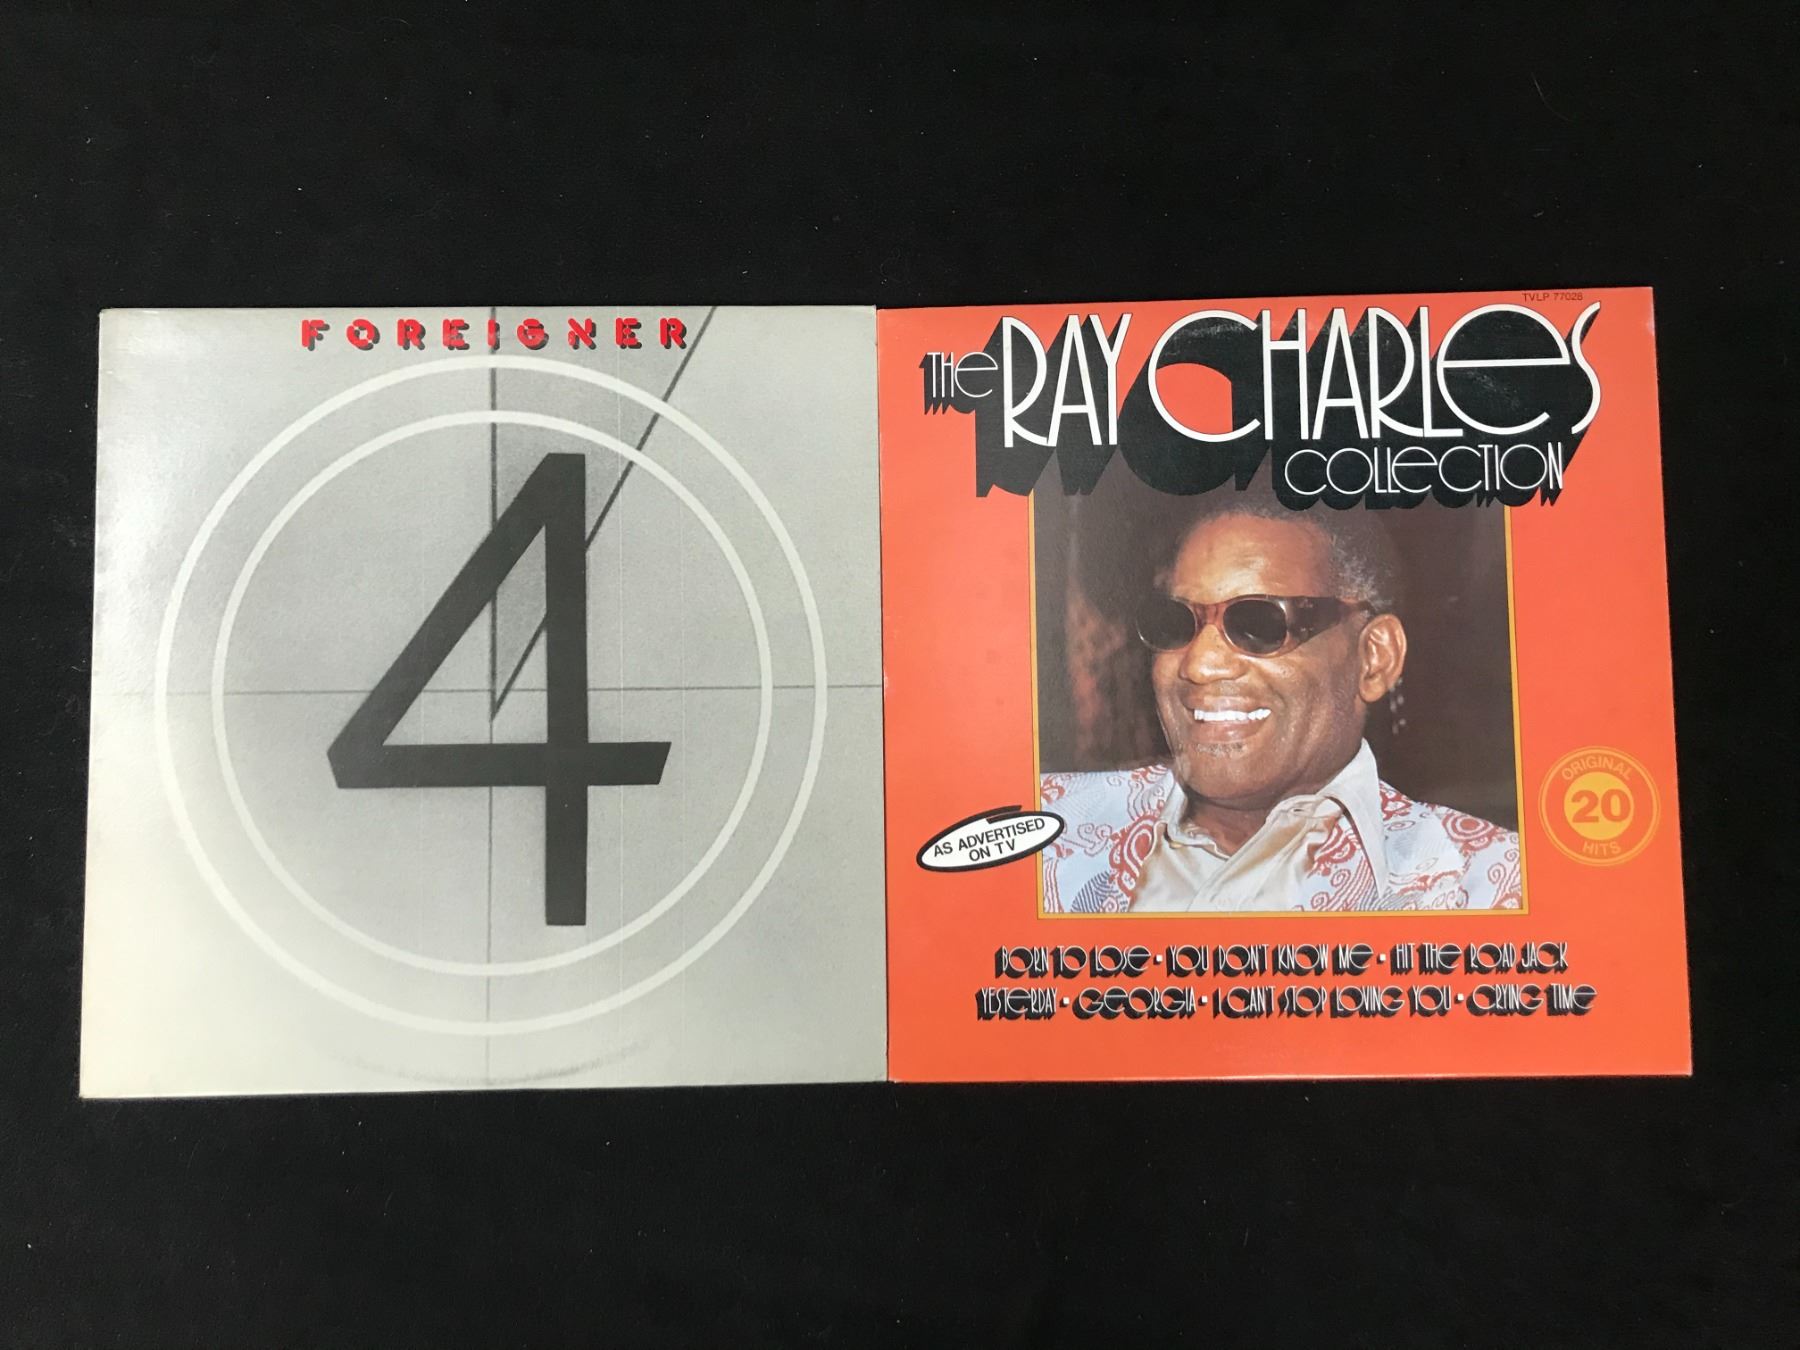 FOREIGNER
4
TVLP 77028
THE RAY CHARLES
COLLECTION
ORIGINAL
20
HITS
AS ADVERTISED
ON TV
BORN TO LOSE · YOU DON'T KNOW ME · HIT THE ROAD JACK
YESTERDAY · GEORGIA · I CAN'T STOP LOVING YOU · CRYING TIME